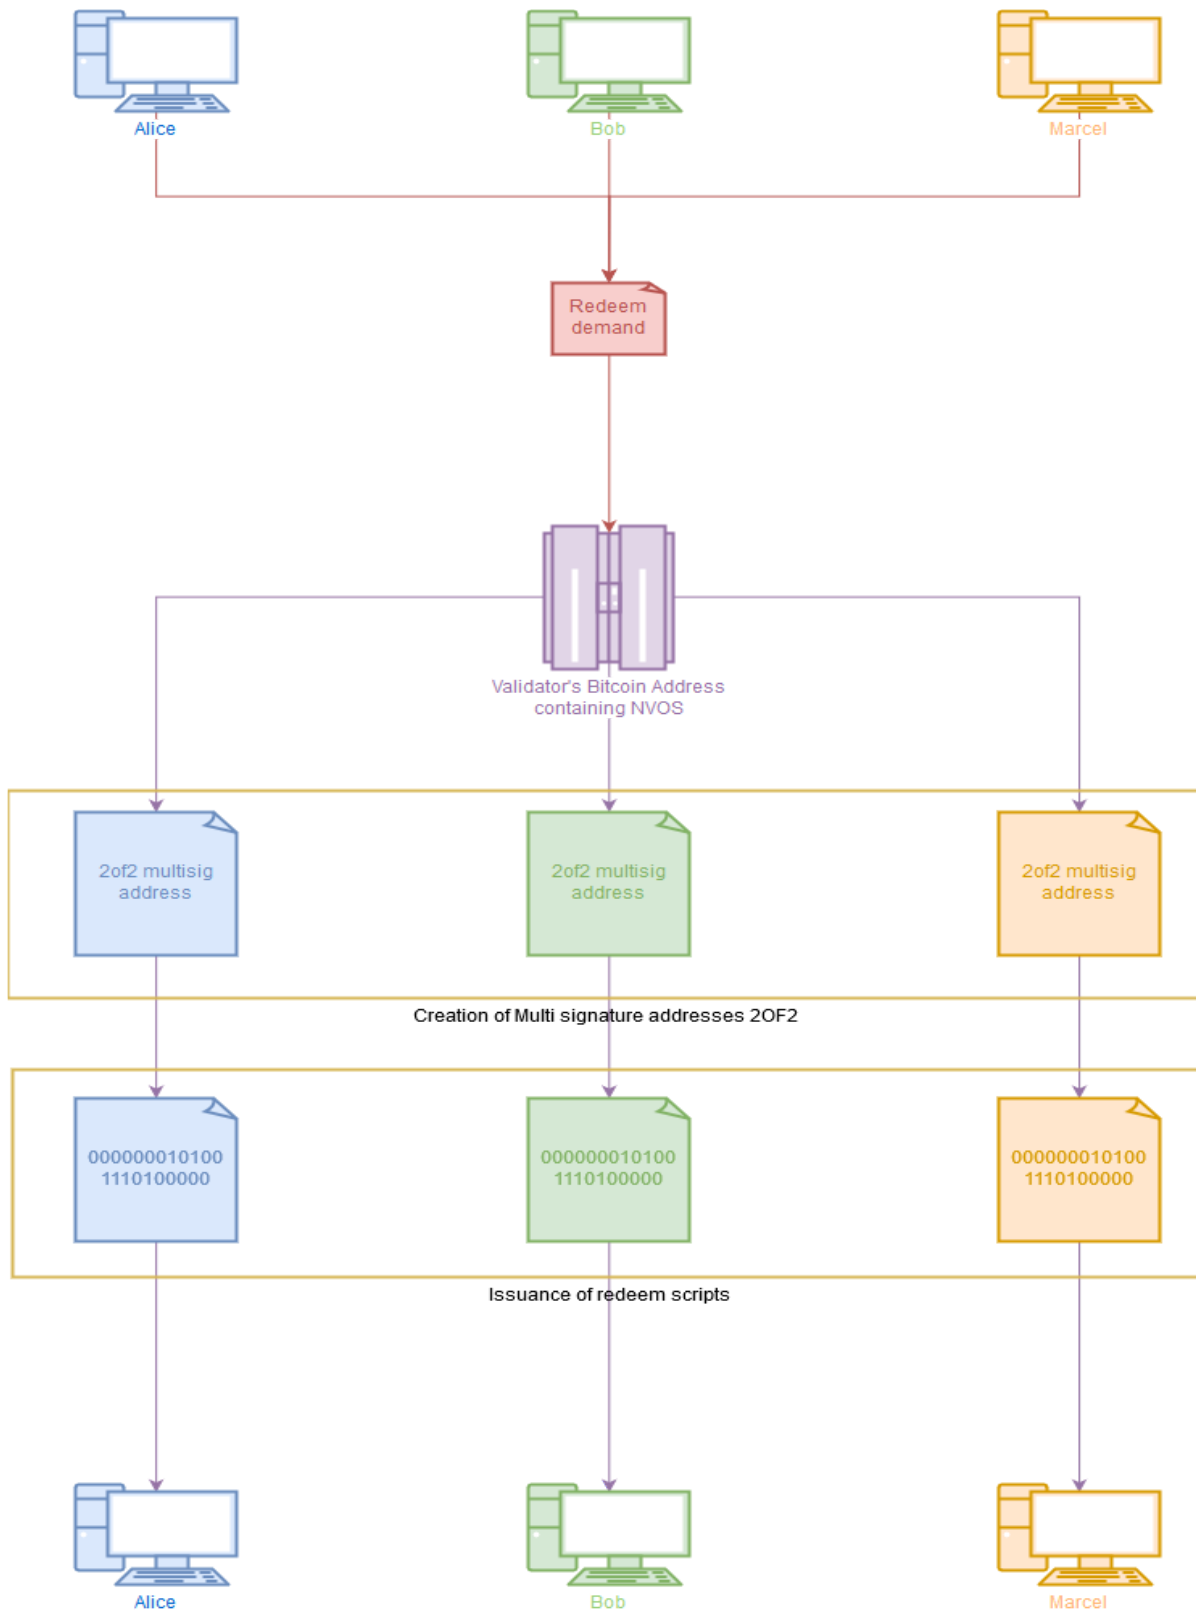 Alice
Bob
Marcel
Redeem
demand
Validator's Bitcoin Address
containing NVOS
2of2 multisig
address
2of2 multisig
address
2of2 multisig
address
Creation of Multi signature addresses 2OF2
000000010100
1110100000
000000010100
1110100000
000000010100
1110100000
Issuance of redeem scripts
Alice
Bob
Marcel